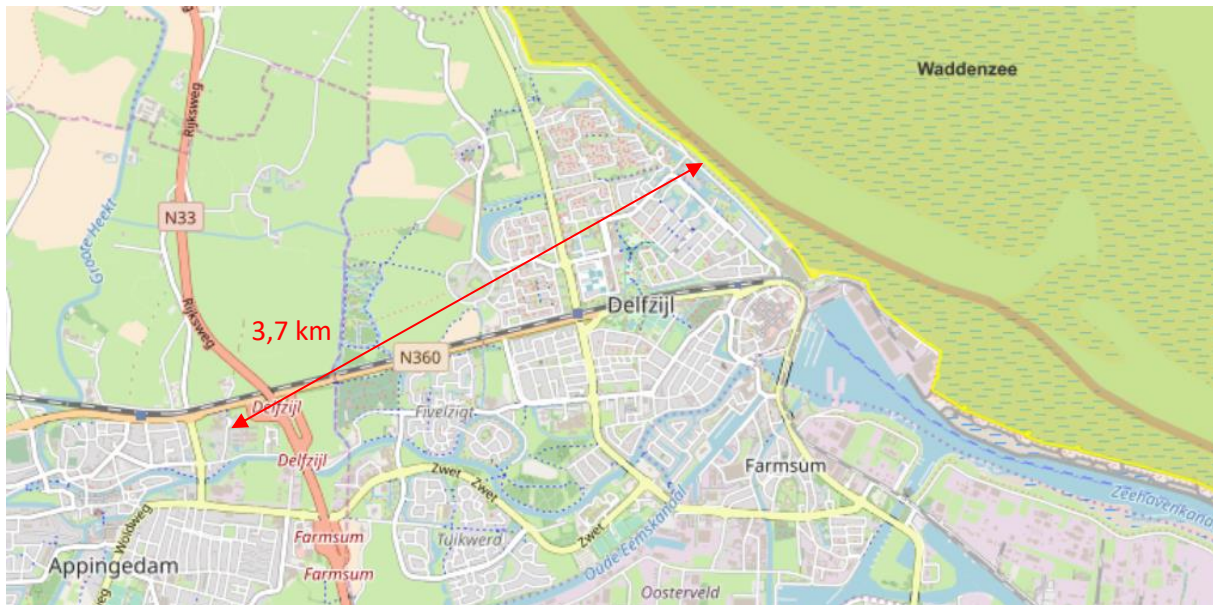 Waddenzee
Rijksweg
N33
Groote Heekt
Rijksweg
Delfzijl
3,7 km
N360
Delfzijl
Fivelzigt
Delfzijl
Zwet - Zwet
Farmsum
Zeehavenkana
Woldweg
Farmsum
Tuikwerd
Zwet
Oude Eemskanaal
Appingedam
Farmsum
Oosterveld